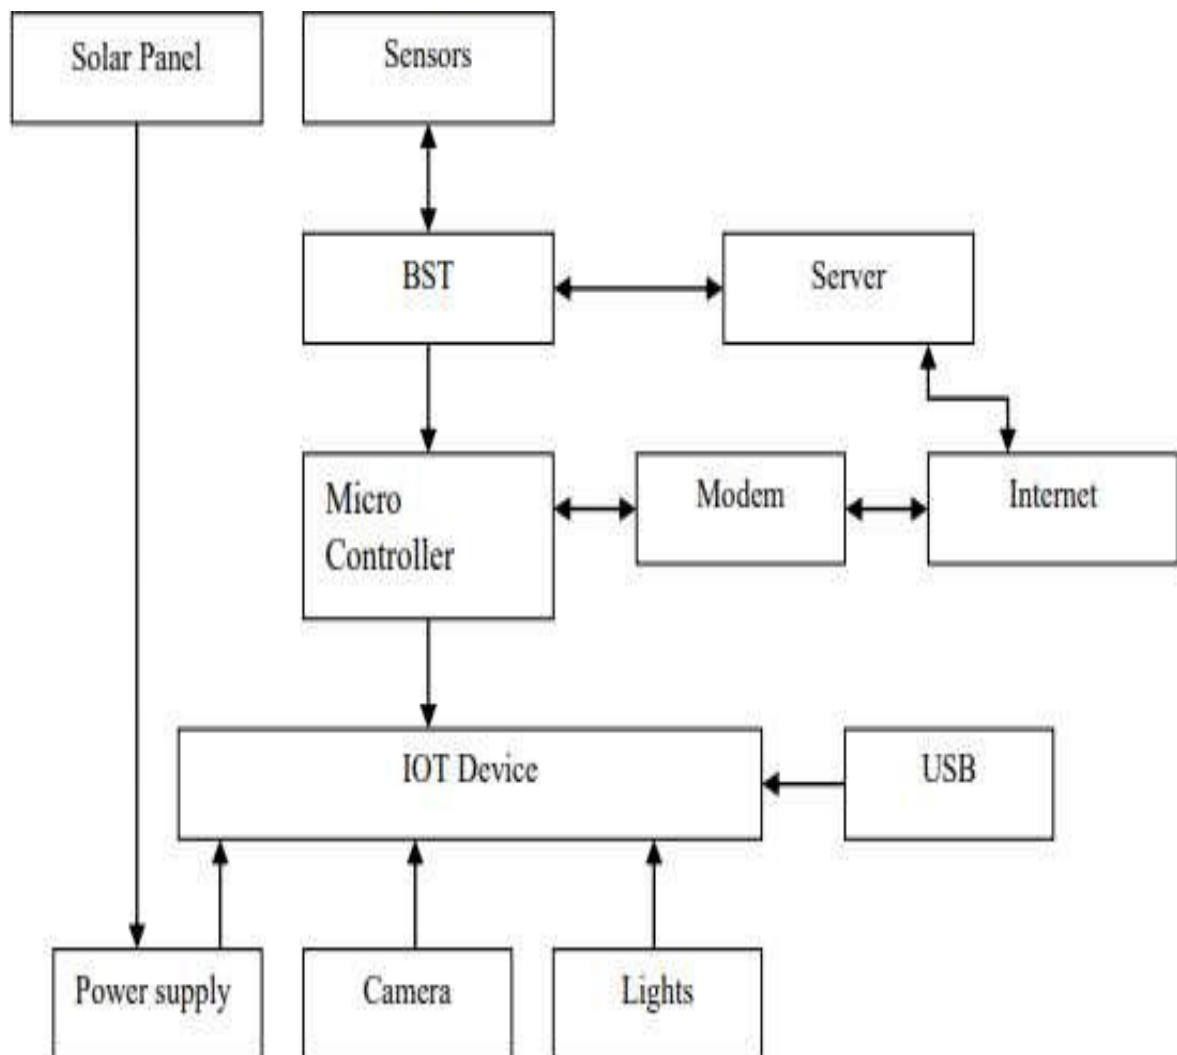 Solar Panel
Sensors
BST
Server
Micro
Controller
Modem
Internet
IOT Device
USB
Power supply
Camera
Lights